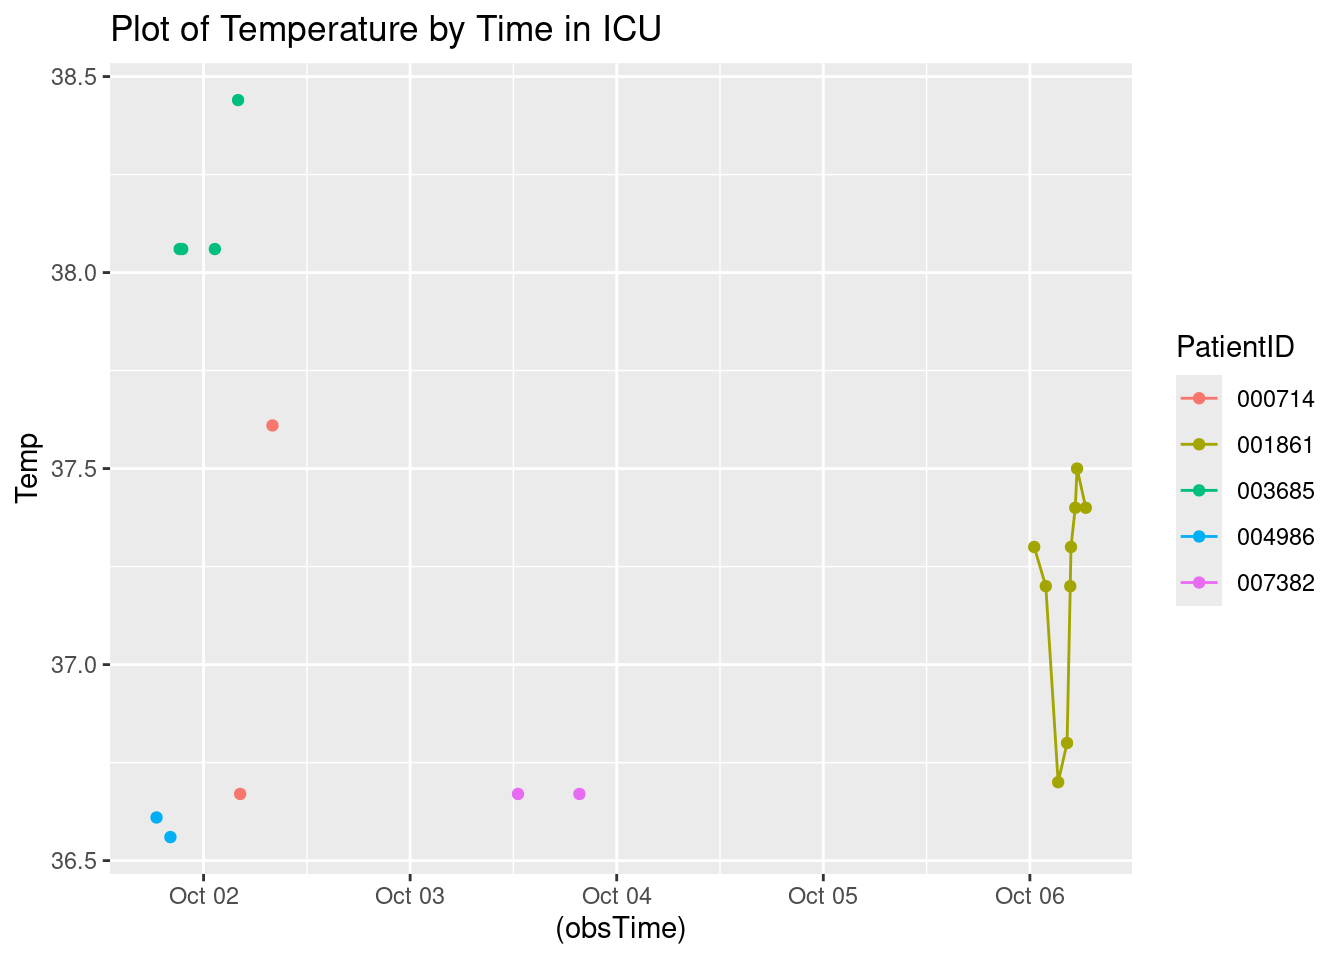 Plot of Temperature by Time in ICU
38.5
38.0
37.5
37.0
36.5
Temp
Oct 02 Oct 03 Oct 04 Oct 05 Oct 06
(obsTime)
PatientID
000714
001861
003685
004986
007382